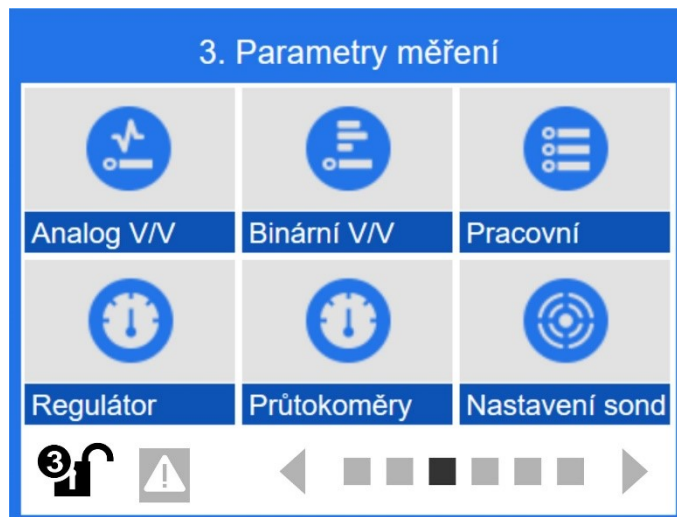 3. Parametry měření
Analog V/V
Binární V/V
Pracovní
Regulátor
Průtokoměry
Nastavení sond
3